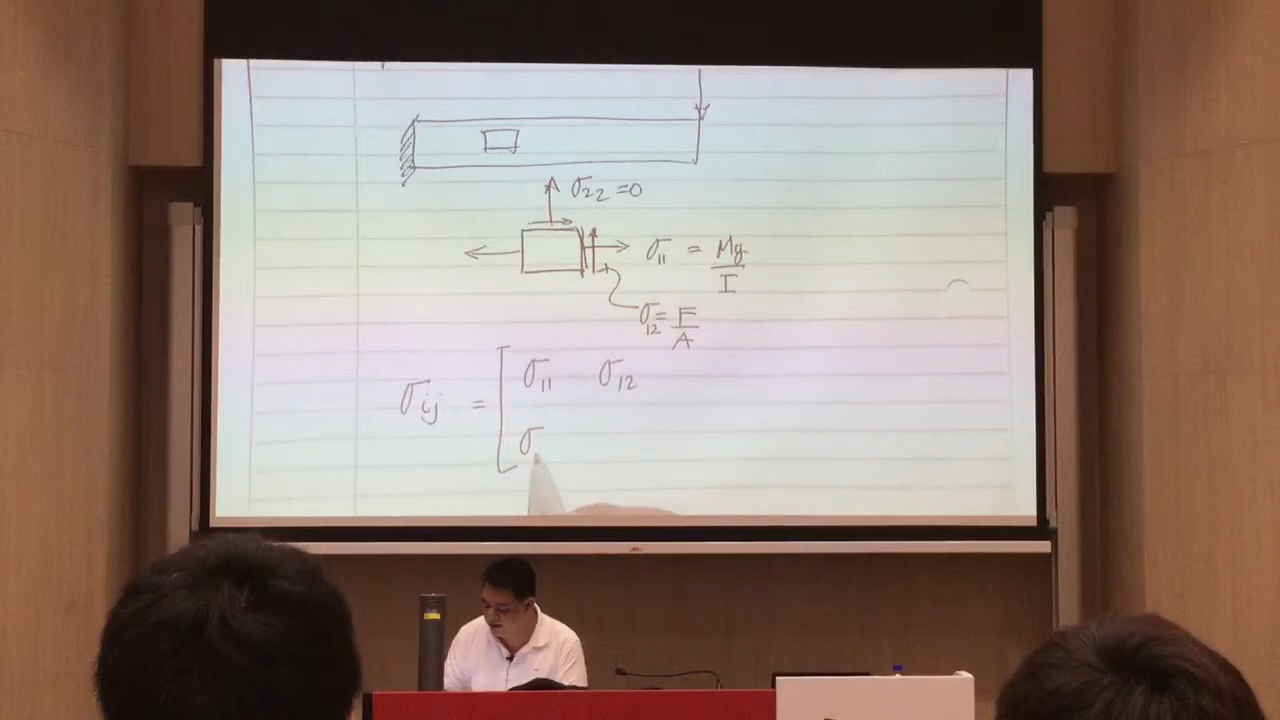 σ22 = 0
σ11 = My/I
σ12 = F/A
σij = [ σ11 σ12
σ